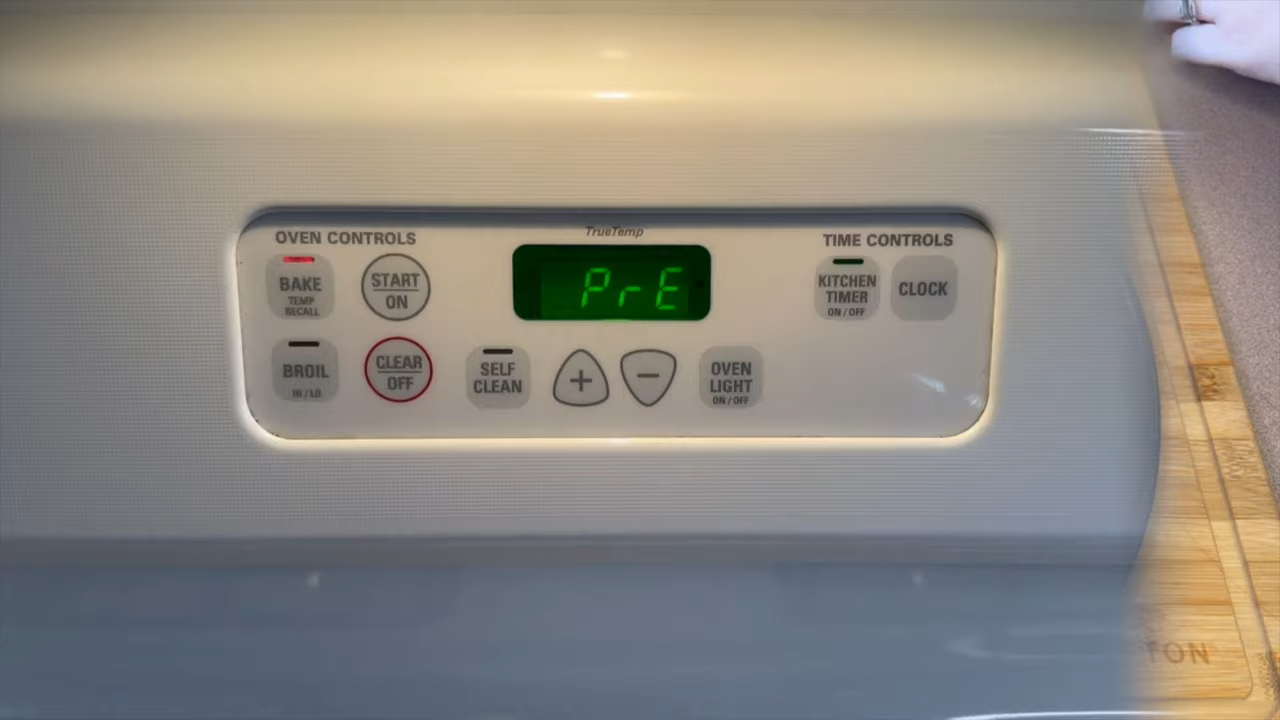 TrueTemp
OVEN CONTROLS
TIME CONTROLS
BAKE
TEMP
RECALL
START
ON
PrE
KITCHEN
TIMER
ON / OFF
CLOCK
BROIL
HI / LO
CLEAR
OFF
SELF
CLEAN
+
−
OVEN
LIGHT
ON / OFF
TON